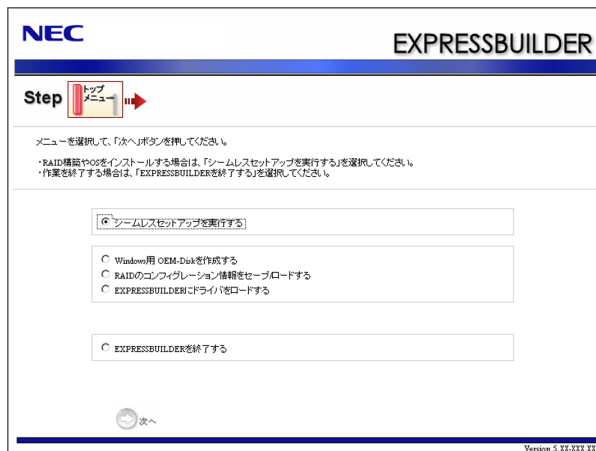 NEC
EXPRESSBUILDER
Step トップ
メニュー
メニューを選択して、「次へ」ボタンを押してください。
・RAID構築やOSをインストールする場合は、「シームレスセットアップを実行する」を選択してください。
・作業を終了する場合は、「EXPRESSBUILDERを終了する」を選択してください。
シームレスセットアップを実行する
Windows用 OEM-Diskを作成する
RAIDのコンフィグレーション情報をセーブ/ロードする
EXPRESSBUILDERにドライバをロードする
EXPRESSBUILDERを終了する
次へ
Version 5.XX-XXX.XX